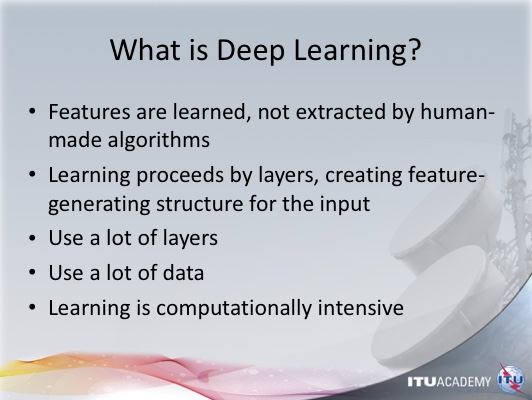 What is Deep Learning?
• Features are learned, not extracted by human-
made algorithms
• Learning proceeds by layers, creating feature-
generating structure for the input
• Use a lot of layers
• Use a lot of data
• Learning is computationally intensive
ITUACADEMY ITU